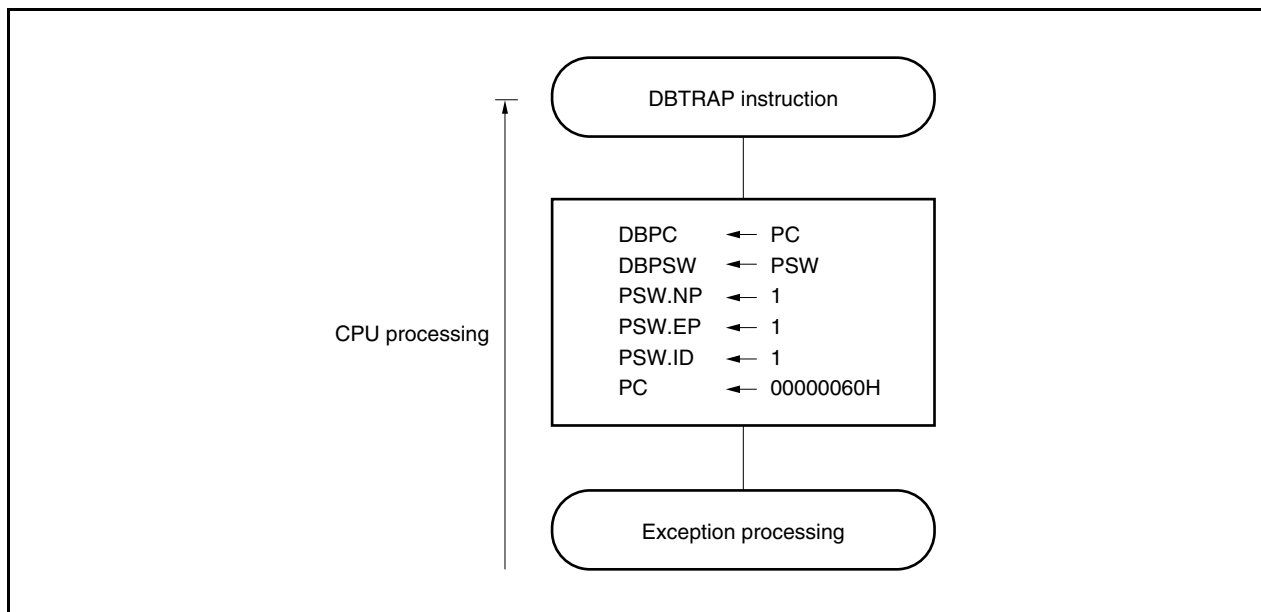 DBTRAP instruction
CPU processing
DBPC ← PC
DBPSW ← PSW
PSW.NP ← 1
PSW.EP ← 1
PSW.ID ← 1
PC ← 00000060H
Exception processing